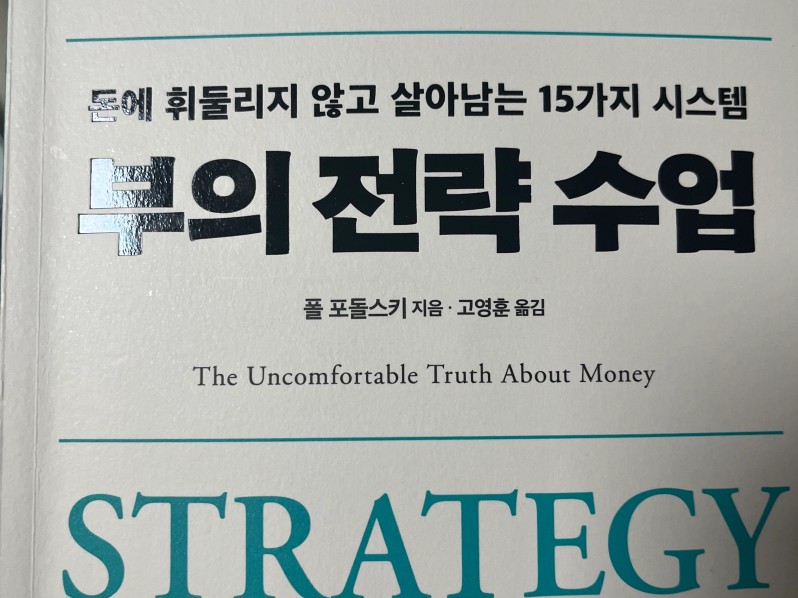 돈에 휘둘리지 않고 살아남는 15가지 시스템
부의 전략 수업
폴 포돌스키 지음 · 고영훈 옮김
The Uncomfortable Truth About Money
STRATEGY